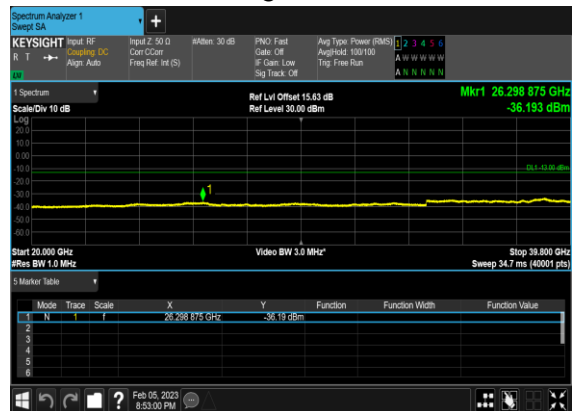 Spectrum Analyzer 1
Swept SA
KEYSIGHT Input: RF Input Z: 50 Ω #Atten: 30 dB PNO: Fast Avg Type: Power (RMS) 1 2 3 4 5 6
R T Coupling: DC Corr CCorr Gate: Off Avg|Hold: 100/100 A W W W W W
Align: Auto Freq Ref: Int (S) IF Gain: Low Trig: Free Run
Sig Track: Off A N N N N N
1 Spectrum Ref Lvl Offset 15.63 dB Mkr1 26.298 875 GHz
Scale/Div 10 dB Ref Level 30.00 dBm -36.193 dBm
Log
20.0
10.0
0.00
-10.0 DL1 -13.00 dBm
-20.0
-30.0 1
-40.0
-50.0
-60.0
Start 20.000 GHz Video BW 3.0 MHz* Stop 39.800 GHz
#Res BW 1.0 MHz Sweep 34.7 ms (40001 pts)
5 Marker Table
Mode Trace Scale X Y Function Function Width Function Value
1 N 1 f 26.298 875 GHz -36.19 dBm
2
3
4
5
6
? Feb 05, 2023
8:53:00 PM